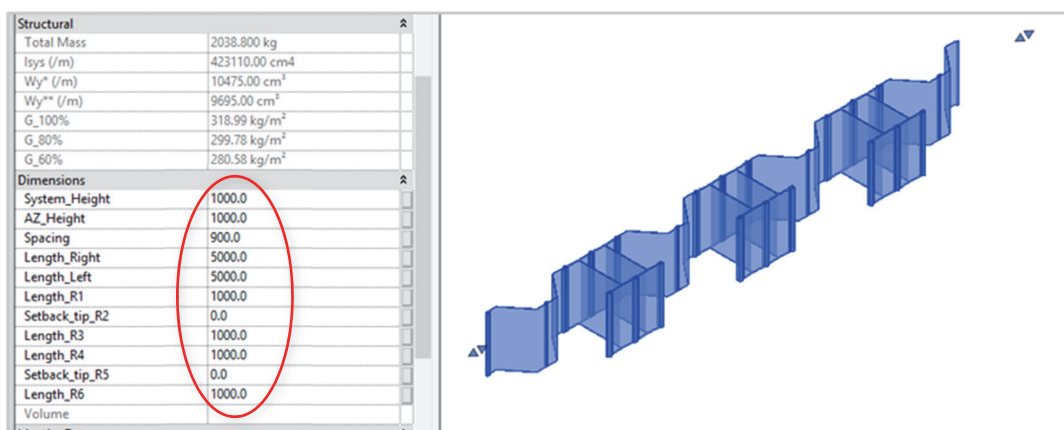 Structural
Total Mass 2038.800 kg
Isys (/m) 423110.00 cm4
Wy* (/m) 10475.00 cm³
Wy** (/m) 9695.00 cm³
G_100% 318.99 kg/m²
G_80% 299.78 kg/m²
G_60% 280.58 kg/m²
Dimensions
System_Height 1000.0
AZ_Height 1000.0
Spacing 900.0
Length_Right 5000.0
Length_Left 5000.0
Length_R1 1000.0
Setback_tip_R2 0.0
Length_R3 1000.0
Length_R4 1000.0
Setback_tip_R5 0.0
Length_R6 1000.0
Volume